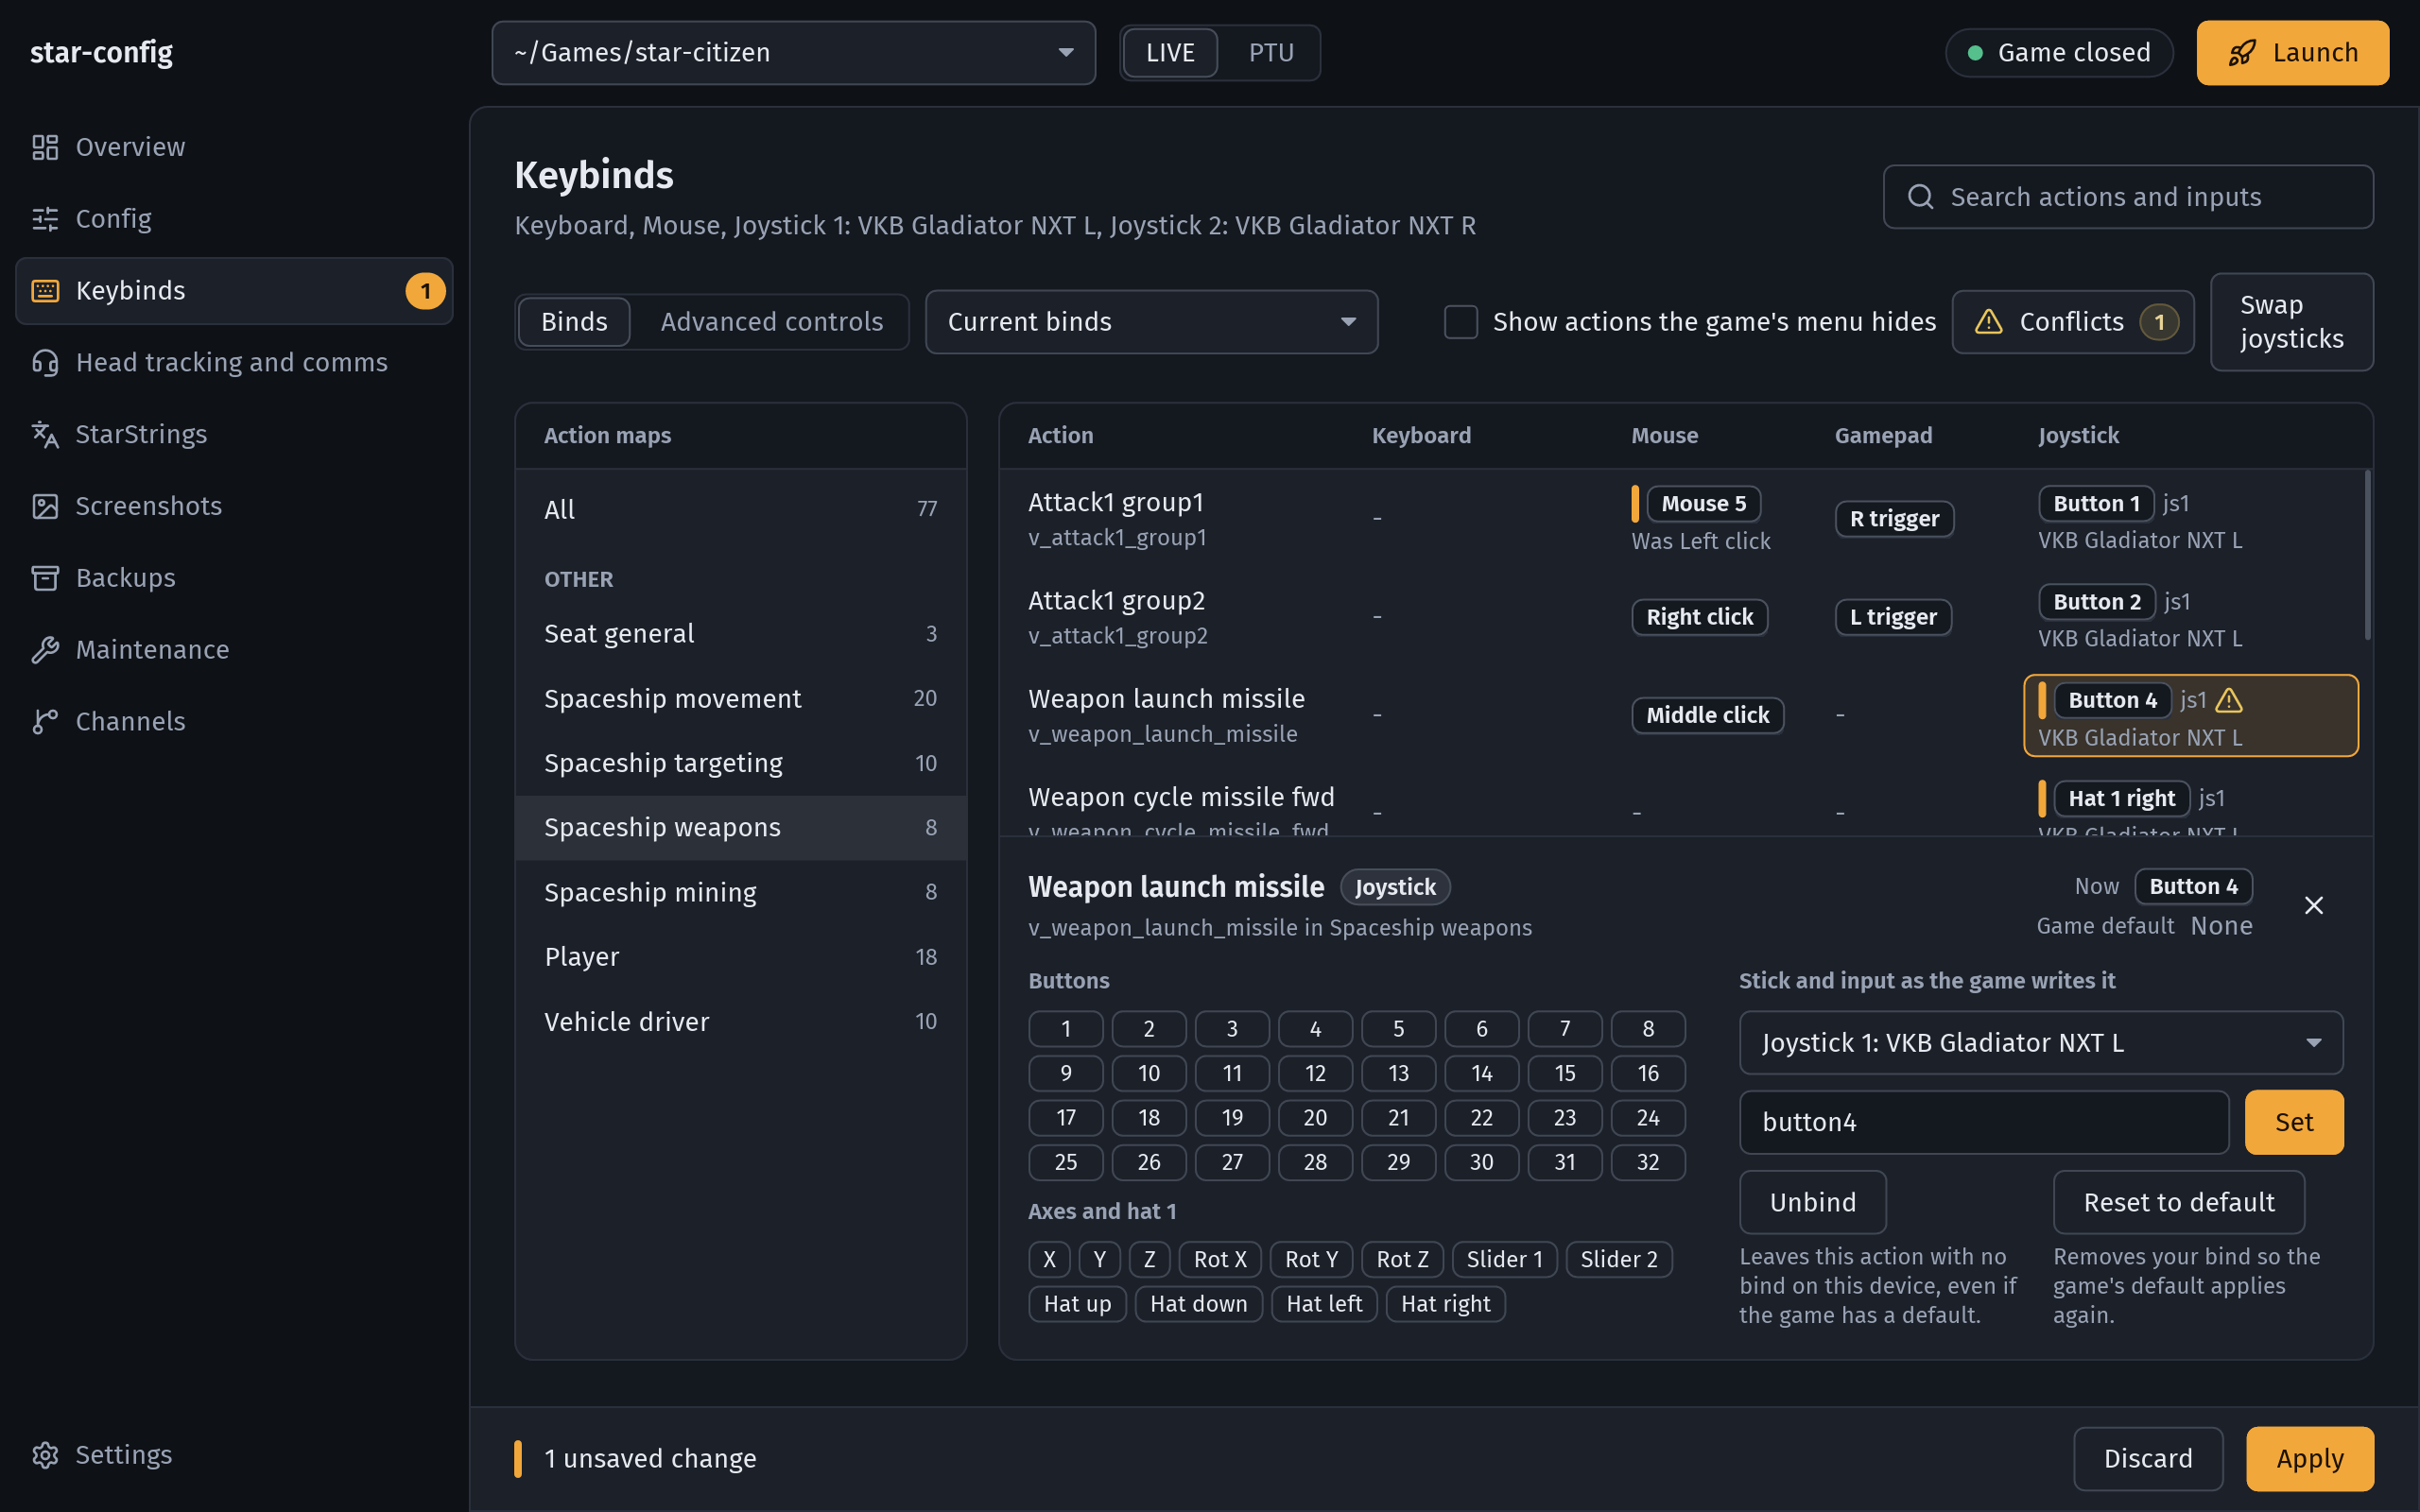 star-config
~/Games/star-citizen
LIVE
PTU
Game closed
Launch
Overview
Config
Keybinds
1
Head tracking and comms
StarStrings
Screenshots
Backups
Maintenance
Channels
Settings
Keybinds
Keyboard, Mouse, Joystick 1: VKB Gladiator NXT L, Joystick 2: VKB Gladiator NXT R
Search actions and inputs
Binds
Advanced controls
Current binds
Show actions the game's menu hides
Conflicts
1
Swap
joysticks
Action maps
All 77
OTHER
Seat general 3
Spaceship movement 20
Spaceship targeting 10
Spaceship weapons 8
Spaceship mining 8
Player 18
Vehicle driver 10
Action Keyboard Mouse Gamepad Joystick
Attack1 group1
v_attack1_group1
-
Mouse 5
Was Left click
R trigger
Button 1 js1
VKB Gladiator NXT L
Attack1 group2
v_attack1_group2
-
Right click
L trigger
Button 2 js1
VKB Gladiator NXT L
Weapon launch missile
v_weapon_launch_missile
-
Middle click
-
Button 4 js1
VKB Gladiator NXT L
Weapon cycle missile fwd
v_weapon_cycle_missile_fwd
-
-
-
Hat 1 right js1
VKB Gladiator NXT L
Weapon launch missile Joystick
v_weapon_launch_missile in Spaceship weapons
Now Button 4
Game default None
Buttons
1 2 3 4 5 6 7 8
9 10 11 12 13 14 15 16
17 18 19 20 21 22 23 24
25 26 27 28 29 30 31 32
Axes and hat 1
X Y Z Rot X Rot Y Rot Z Slider 1 Slider 2
Hat up Hat down Hat left Hat right
Stick and input as the game writes it
Joystick 1: VKB Gladiator NXT L
button4
Set
Unbind
Leaves this action with no
bind on this device, even if
the game has a default.
Reset to default
Removes your bind so the
game's default applies
again.
1 unsaved change
Discard
Apply